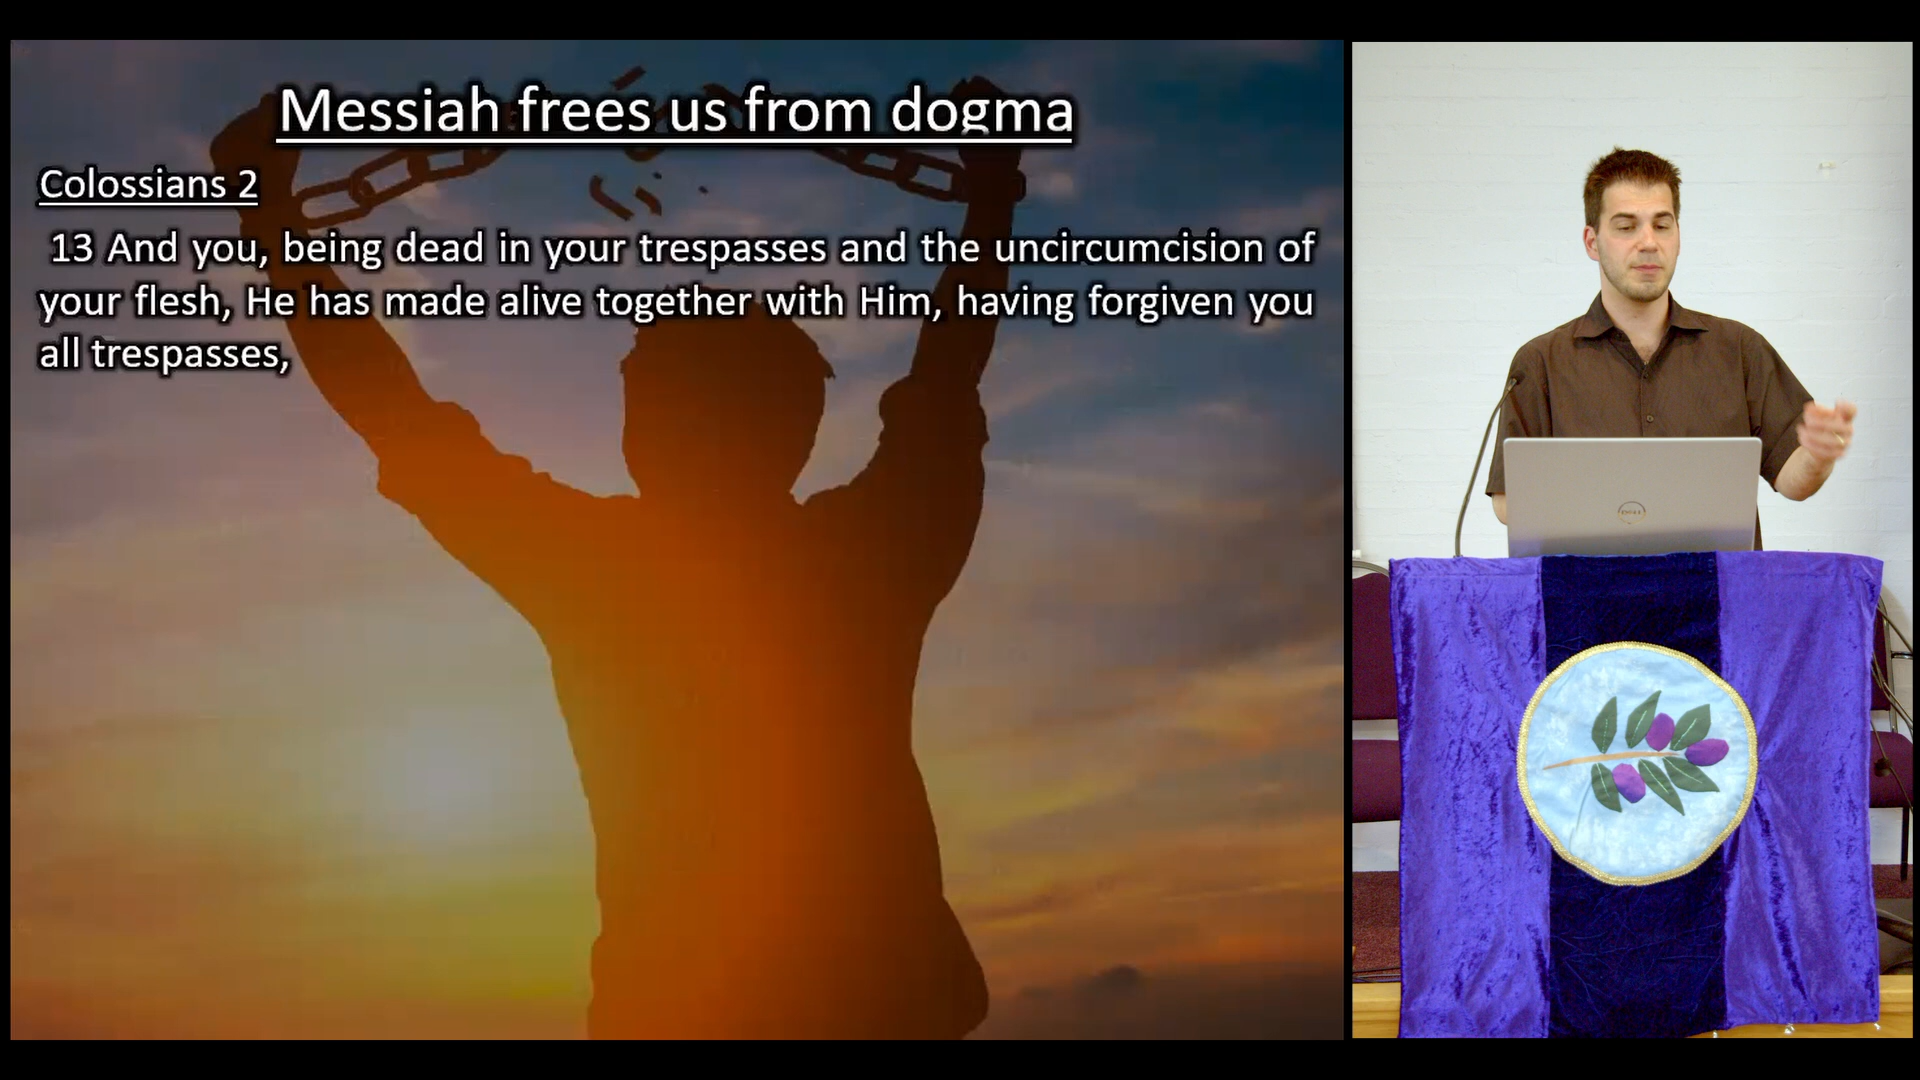 Messiah frees us from dogma
Colossians 2
13 And you, being dead in your trespasses and the uncircumcision of
your flesh, He has made alive together with Him, having forgiven you
all trespasses,
DELL